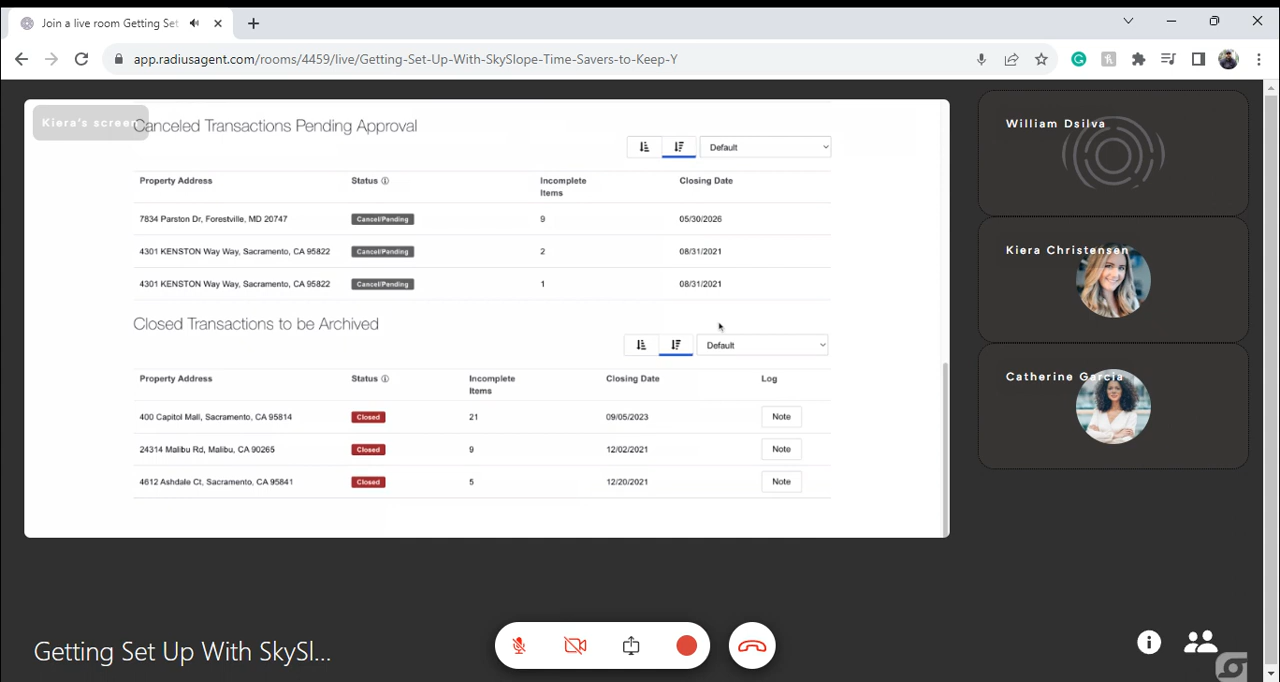 Join a live room Getting Set
app.radiusagent.com/rooms/4459/live/Getting-Set-Up-With-SkySlope-Time-Savers-to-Keep-Y
Kiera's screen
Canceled Transactions Pending Approval
Default
Property Address Status Incomplete Items Closing Date
7834 Parston Dr, Forestville, MD 20747 Cancel/Pending 9 05/30/2026
4301 KENSTON Way Way, Sacramento, CA 95822 Cancel/Pending 2 08/31/2021
4301 KENSTON Way Way, Sacramento, CA 95822 Cancel/Pending 1 08/31/2021
Closed Transactions to be Archived
Default
Property Address Status Incomplete Items Closing Date Log
400 Capitol Mall, Sacramento, CA 95814 Closed 21 09/05/2023 Note
24314 Malibu Rd, Malibu, CA 90265 Closed 9 12/02/2021 Note
4612 Ashdale Ct, Sacramento, CA 95841 Closed 5 12/20/2021 Note
William Dsilva
Kiera Christensen
Catherine Garcia
Getting Set Up With SkySl...